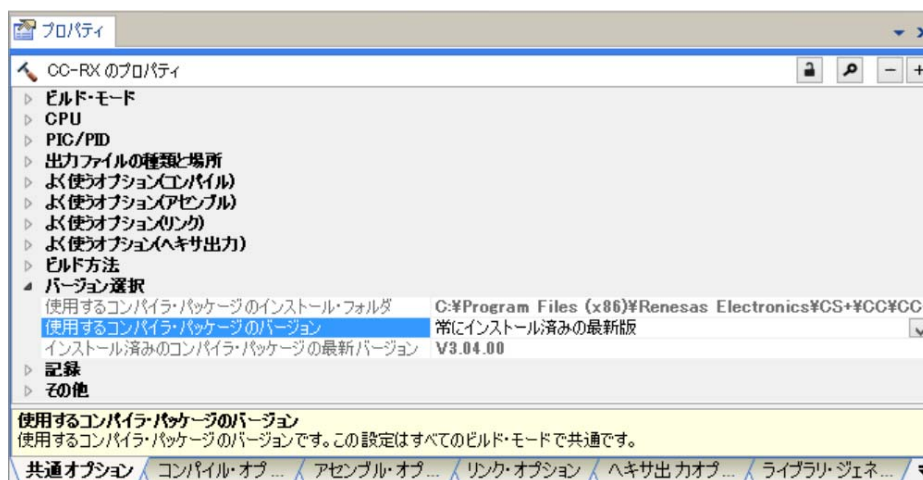 プロパティ
CC-RX のプロパティ
ビルド・モード
CPU
PIC/PID
出力ファイルの種類と場所
よく使うオプション(コンパイル)
よく使うオプション(アセンブル)
よく使うオプション(リンク)
よく使うオプション(ヘキサ出力)
ビルド方法
バージョン選択
使用するコンパイラ・パッケージのインストール・フォルダ C:¥Program Files (x86)¥Renesas Electronics¥CS+¥CC¥CC
使用するコンパイラ・パッケージのバージョン 常にインストール済みの最新版
インストール済みのコンパイラ・パッケージの最新バージョン V3.04.00
記録
その他
使用するコンパイラ・パッケージのバージョン
使用するコンパイラ・パッケージのバージョンです。この設定はすべてのビルド・モードで共通です。
共通オプション コンパイル・オプ... アセンブル・オプ... リンク・オプション ヘキサ出力オプ... ライブラリ・ジェネ...